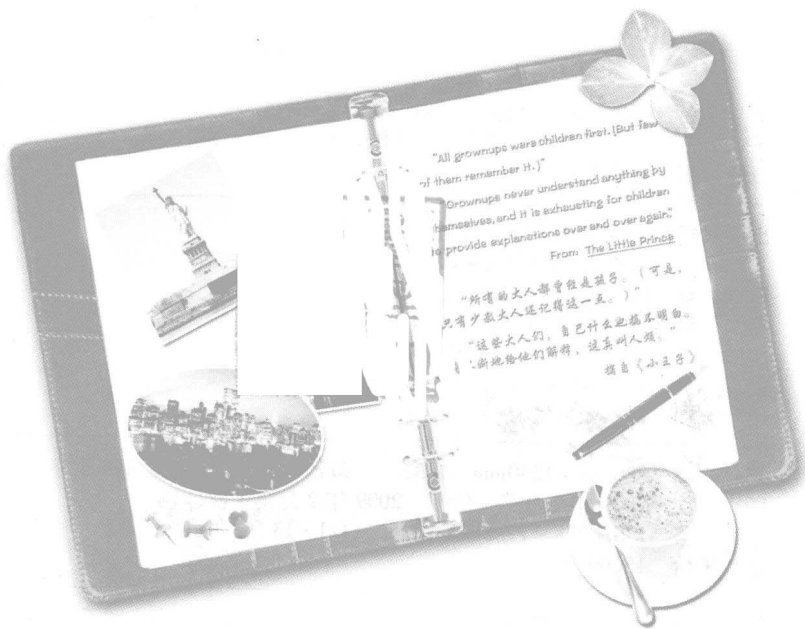 "All grownups were children first. (But few
of them remember it.)"
Grownups never understand anything by
hemselves, and it is exhausting for children
to provide explanations over and over again."
From The Little Prince
"所有的大人都曾经是孩子。(可是,
只有少数大人还记得这一点。)"
"这些大人们,自己什么也搞不明白。
断地给他们解释,这真叫人烦。"
摘自《小王子》